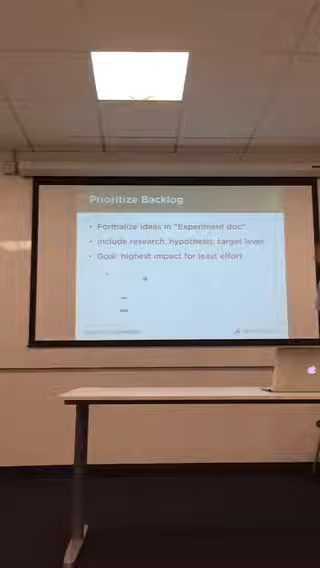 Prioritize Backlog
• Formalize ideas in "Experiment doc"
• Include research, hypothesis, target lever
• Goal: highest impact for least effort